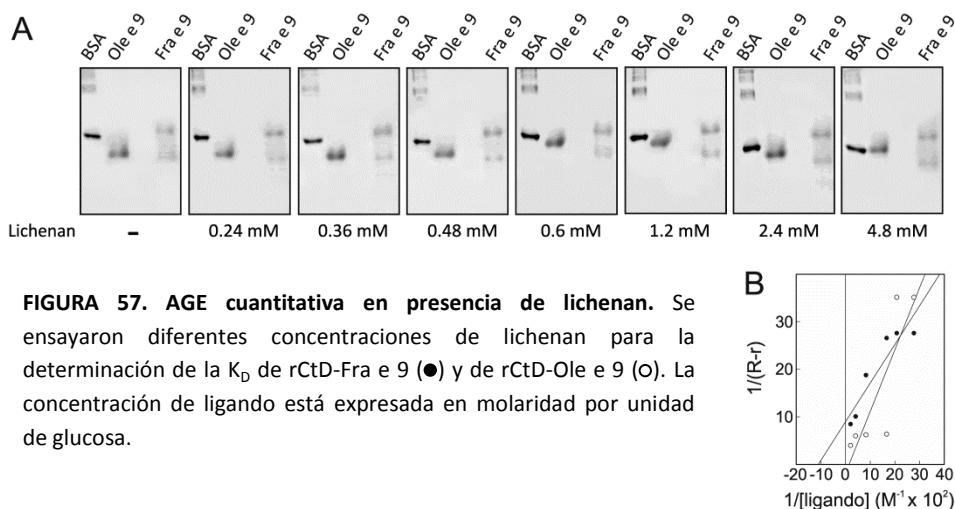 A
BSA Ole e 9 Fra e 9 BSA Ole e 9 Fra e 9 BSA Ole e 9 Fra e 9 BSA Ole e 9 Fra e 9 BSA Ole e 9 Fra e 9 BSA Ole e 9 Fra e 9 BSA Ole e 9 Fra e 9 BSA Ole e 9 Fra e 9
Lichenan – 0.24 mM 0.36 mM 0.48 mM 0.6 mM 1.2 mM 2.4 mM 4.8 mM
FIGURA 57. AGE cuantitativa en presencia de lichenan. Se
ensayaron diferentes concentraciones de lichenan para la
determinación de la KD de rCtD-Fra e 9 (●) y de rCtD-Ole e 9 (○). La
concentración de ligando está expresada en molaridad por unidad
de glucosa.
B
1/(R-r)
30
20
10
-20 -10 0 10 20 30 40
1/[ligando] (M⁻¹ x 10²)